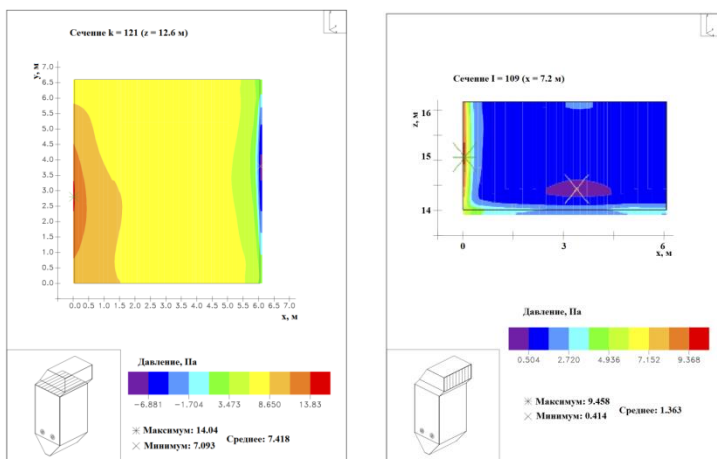 Сечение k = 121 (z = 12.6 м)
y, м
7.0
6.5
6.0
5.5
5.0
4.5
4.0
3.5
3.0
2.5
2.0
1.5
1.0
0.5
0.0
0.0 0.5 1.0 1.5 2.0 2.5 3.0 3.5 4.0 4.5 5.0 5.5 6.0 6.5 7.0
x, м
Давление, Па
−6.881 −1.704 3.473 8.650 13.83
Максимум: 14.04
Минимум: 7.093
Среднее: 7.418
Сечение I = 109 (x = 7.2 м)
z, м
16
15
14
0 3 6
x, м
Давление, Па
0.504 2.720 4.936 7.152 9.368
Максимум: 9.458
Минимум: 0.414
Среднее: 1.363